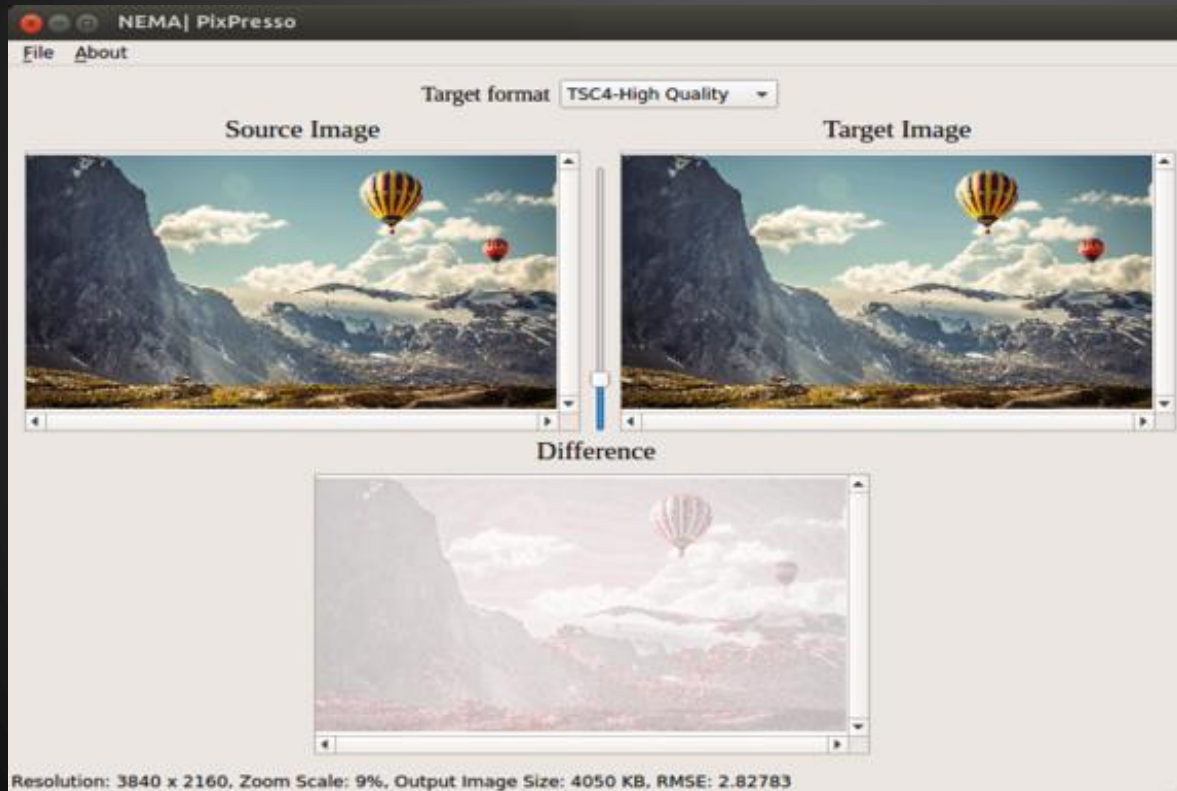 NEMA| PixPresso
File About
Target format TSC4-High Quality
Source Image Target Image
Difference
Resolution: 3840 x 2160, Zoom Scale: 9%, Output Image Size: 4050 KB, RMSE: 2.82783